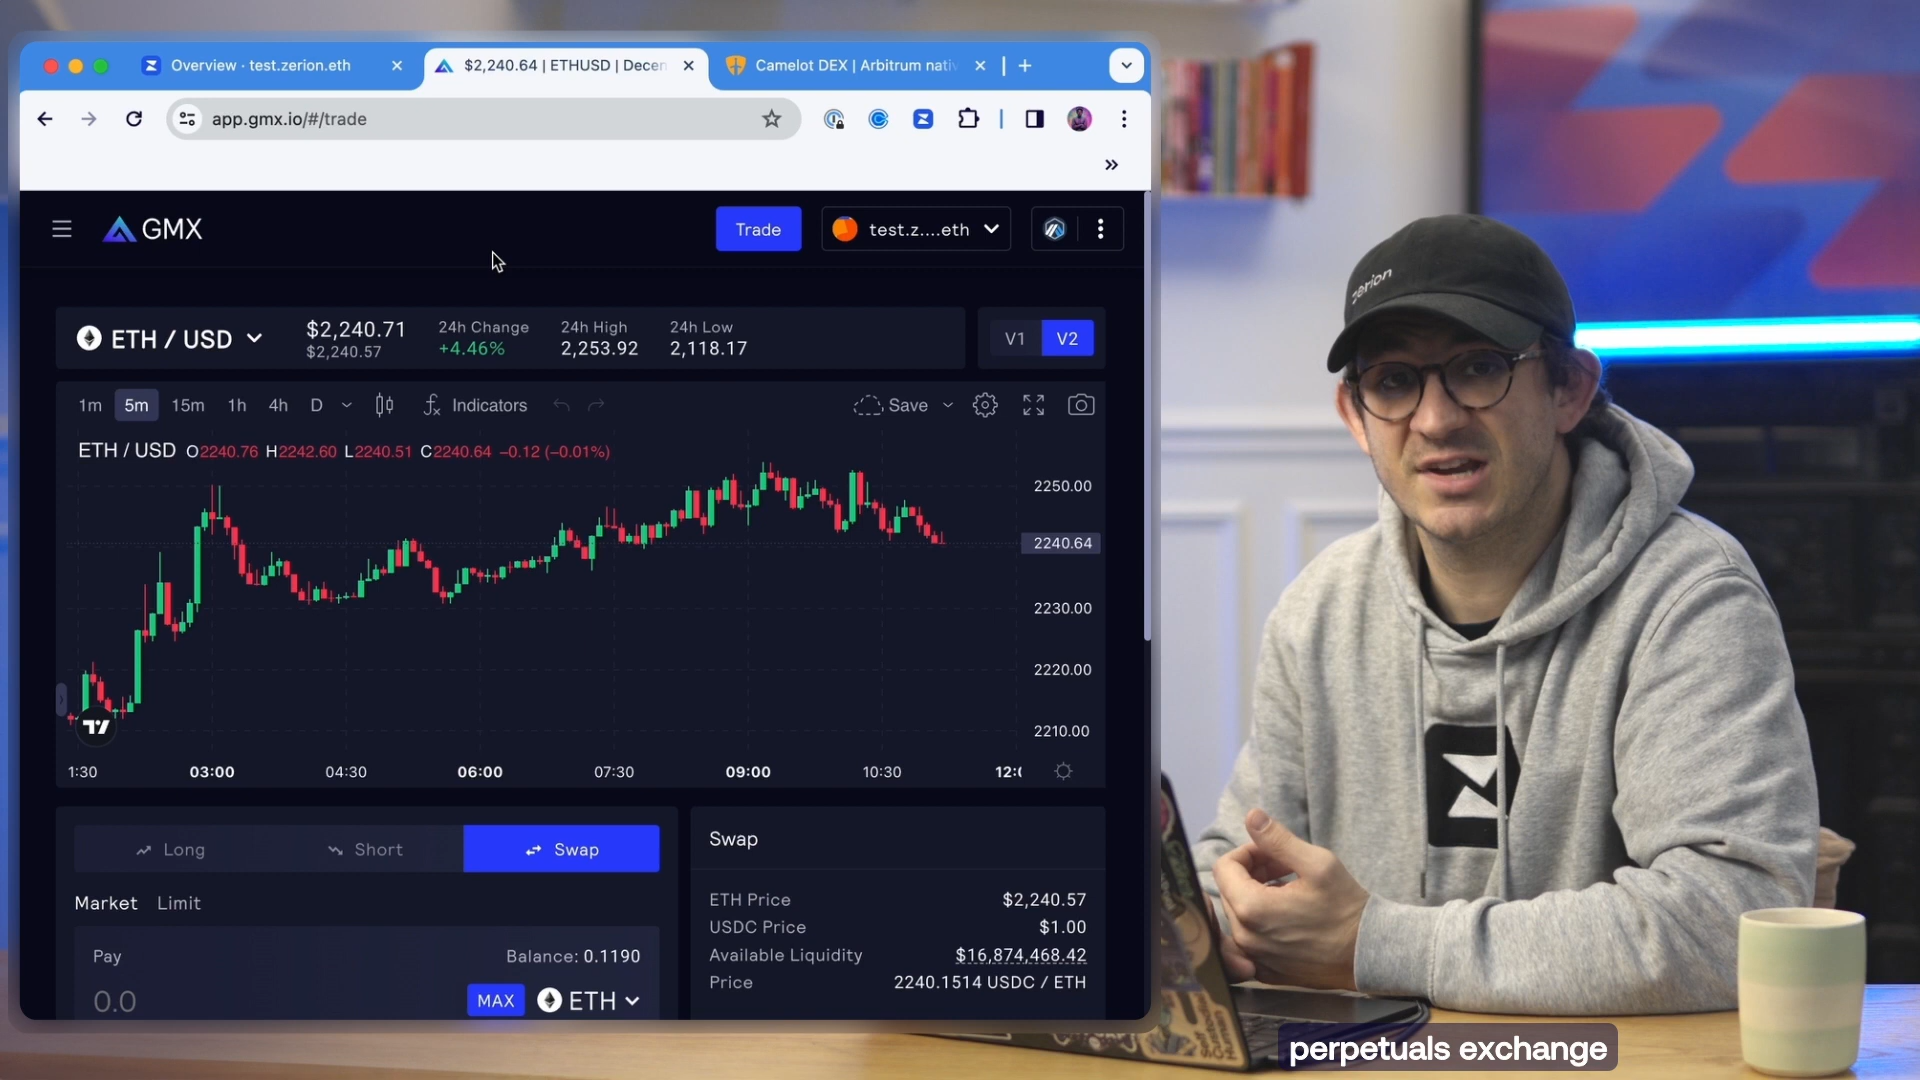 Overview · test.zerion.eth
$2,240.64 | ETHUSD | Decen
Camelot DEX | Arbitrum nativ
app.gmx.io/#/trade
GMX
Trade
test.z....eth
ETH / USD
$2,240.71
$2,240.57
24h Change
+4.46%
24h High
2,253.92
24h Low
2,118.17
V1
V2
1m 5m 15m 1h 4h D
Indicators
Save
ETH / USD O2240.76 H2242.60 L2240.51 C2240.64 −0.12 (−0.01%)
2250.00
2240.64
2230.00
2220.00
2210.00
1:30 03:00 04:30 06:00 07:30 09:00 10:30 12:0
Long
Short
Swap
Market Limit
Pay
Balance: 0.1190
0.0
MAX
ETH
Swap
ETH Price $2,240.57
USDC Price $1.00
Available Liquidity $16,874,468.42
Price 2240.1514 USDC / ETH
zerion
perpetuals exchange